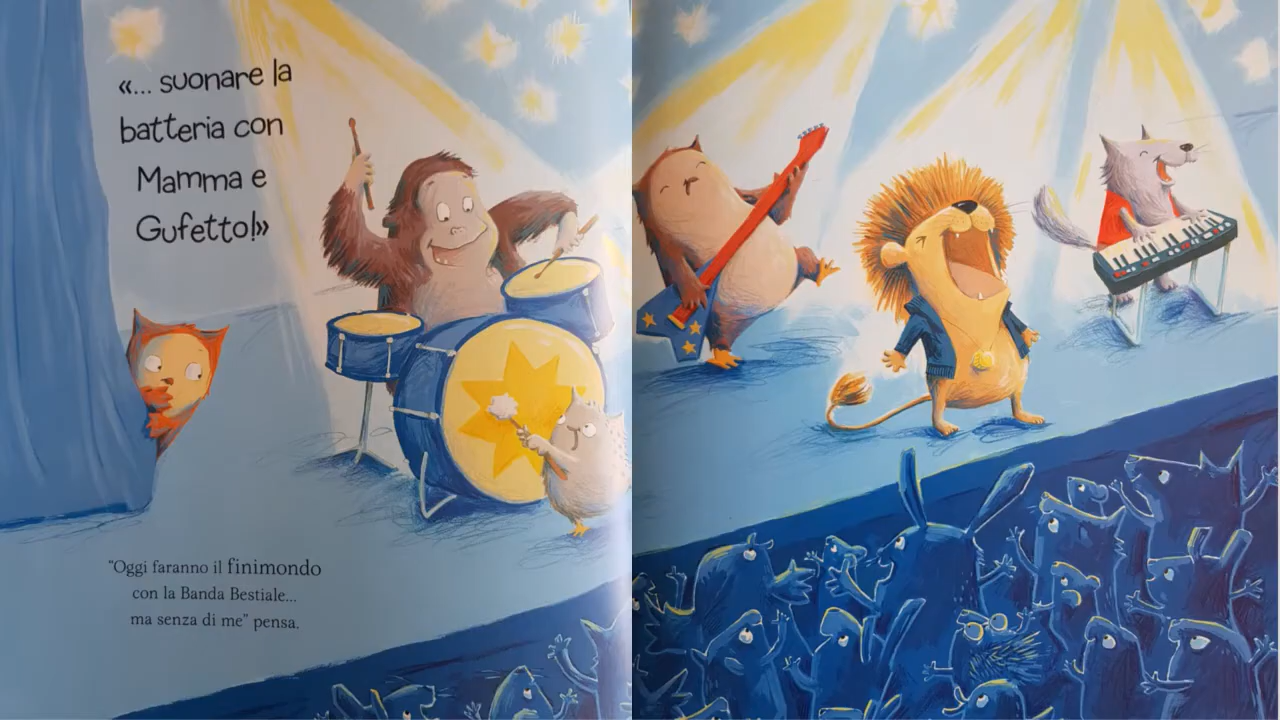 «... suonare la
batteria con
Mamma e
Gufetto!»
"Oggi faranno il finimondo
con la Banda Bestiale...
ma senza di me" pensa.